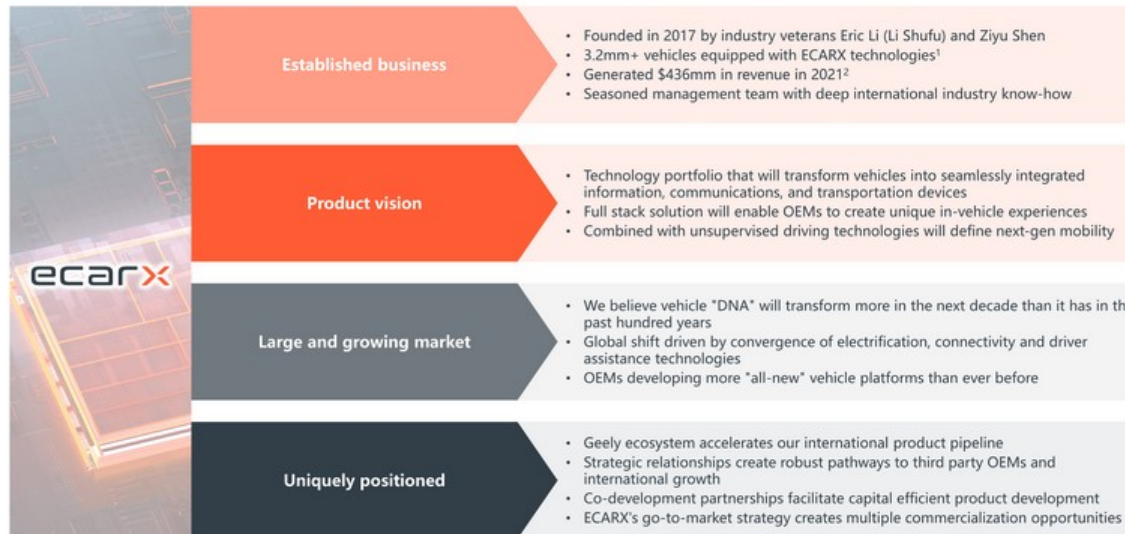 ecarx
Established business
• Founded in 2017 by industry veterans Eric Li (Li Shufu) and Ziyu Shen
• 3.2mm+ vehicles equipped with ECARX technologies¹
• Generated $436mm in revenue in 2021²
• Seasoned management team with deep international industry know-how
Product vision
• Technology portfolio that will transform vehicles into seamlessly integrated
information, communications, and transportation devices
• Full stack solution will enable OEMs to create unique in-vehicle experiences
• Combined with unsupervised driving technologies will define next-gen mobility
Large and growing market
• We believe vehicle "DNA" will transform more in the next decade than it has in th
past hundred years
• Global shift driven by convergence of electrification, connectivity and driver
assistance technologies
• OEMs developing more "all-new" vehicle platforms than ever before
Uniquely positioned
• Geely ecosystem accelerates our international product pipeline
• Strategic relationships create robust pathways to third party OEMs and
international growth
• Co-development partnerships facilitate capital efficient product development
• ECARX's go-to-market strategy creates multiple commercialization opportunities